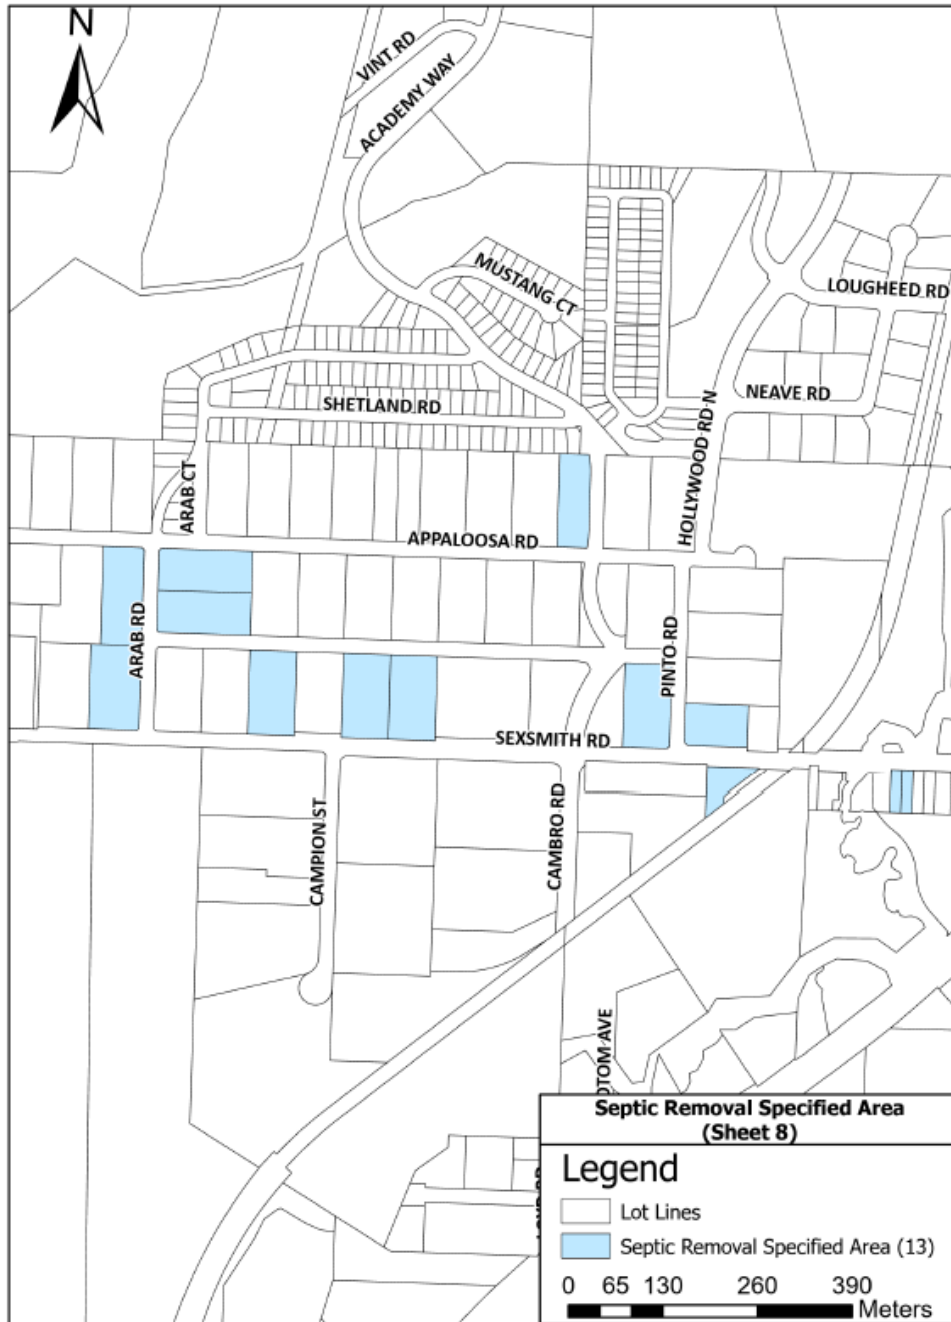 N
VINT RD
ACADEMY WAY
MUSTANG CT
LOUGHEED RD
NEAVE RD
SHETLAND RD
HOLLYWOOD RD N
ARAB CT
APPALOOSA RD
ARAB RD
PINTO RD
SEXSMITH RD
CAMPION ST
CAMBRO RD
OTOM AVE
Septic Removal Specified Area
(Sheet 8)
Legend
Lot Lines
Septic Removal Specified Area (13)
0 65 130 260 390
Meters